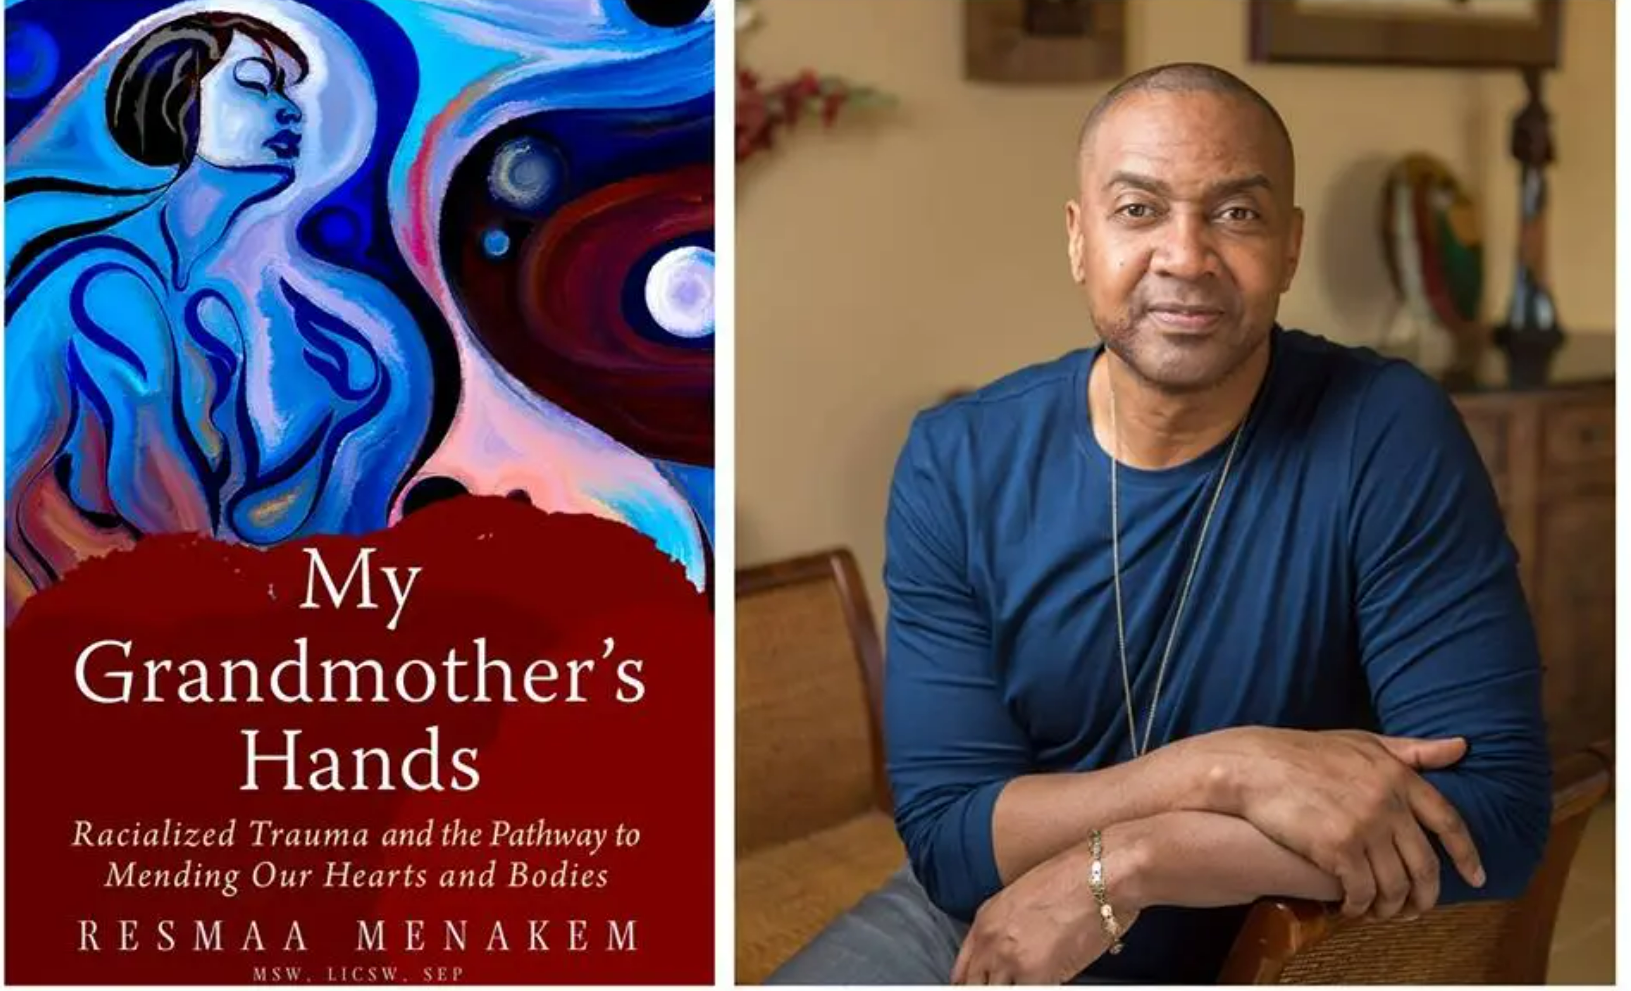 My
Grandmother’s
Hands
Racialized Trauma and the Pathway to
Mending Our Hearts and Bodies
RESMAA MENAKEM
MSW, LICSW, SEP